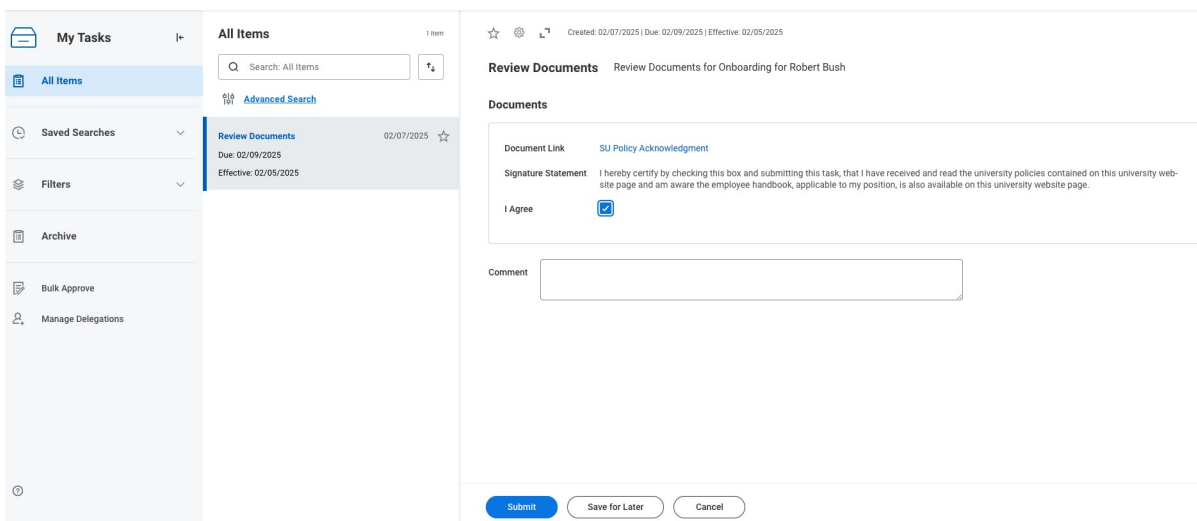 My Tasks
All Items
Saved Searches
Filters
Archive
Bulk Approve
Manage Delegations
All Items
1 item
Search: All Items
Advanced Search
Review Documents 02/07/2025
Due: 02/09/2025
Effective: 02/05/2025
Created: 02/07/2025 | Due: 02/09/2025 | Effective: 02/05/2025
Review Documents Review Documents for Onboarding for Robert Bush
Documents
Document Link SU Policy Acknowledgment
Signature Statement I hereby certify by checking this box and submitting this task, that I have received and read the university policies contained on this university web-
site page and am aware the employee handbook, applicable to my position, is also available on this university website page.
I Agree
Comment
Submit Save for Later Cancel